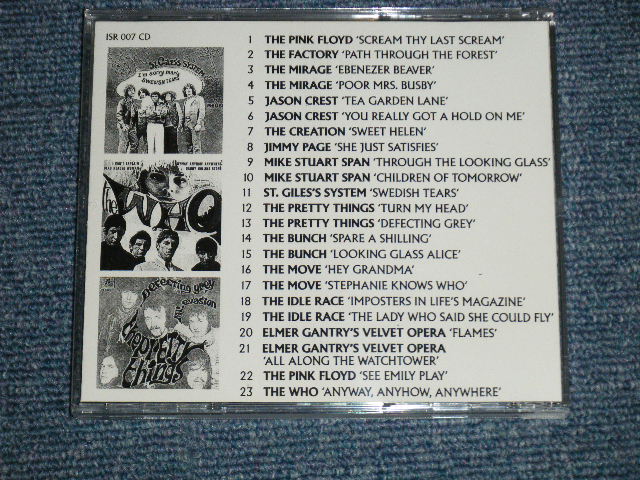 ISR 007 CD
1 THE PINK FLOYD 'SCREAM THY LAST SCREAM'
2 THE FACTORY 'PATH THROUGH THE FOREST'
3 THE MIRAGE 'EBENEZER BEAVER'
4 THE MIRAGE 'POOR MRS. BUSBY'
5 JASON CREST 'TEA GARDEN LANE'
6 JASON CREST 'YOU REALLY GOT A HOLD ON ME'
7 THE CREATION 'SWEET HELEN'
8 JIMMY PAGE 'SHE JUST SATISFIES'
9 MIKE STUART SPAN 'THROUGH THE LOOKING GLASS'
10 MIKE STUART SPAN 'CHILDREN OF TOMORROW'
11 ST. GILES'S SYSTEM 'SWEDISH TEARS'
12 THE PRETTY THINGS 'TURN MY HEAD'
13 THE PRETTY THINGS 'DEFECTING GREY'
14 THE BUNCH 'SPARE A SHILLING'
15 THE BUNCH 'LOOKING GLASS ALICE'
16 THE MOVE 'HEY GRANDMA'
17 THE MOVE 'STEPHANIE KNOWS WHO'
18 THE IDLE RACE 'IMPOSTERS IN LIFE'S MAGAZINE'
19 THE IDLE RACE 'THE LADY WHO SAID SHE COULD FLY'
20 ELMER GANTRY'S VELVET OPERA 'FLAMES'
21 ELMER GANTRY'S VELVET OPERA
'ALL ALONG THE WATCHTOWER'
22 THE PINK FLOYD 'SEE EMILY PLAY'
23 THE WHO 'ANYWAY, ANYHOW, ANYWHERE'
the WHO
defecting grey
the PRETTY
things